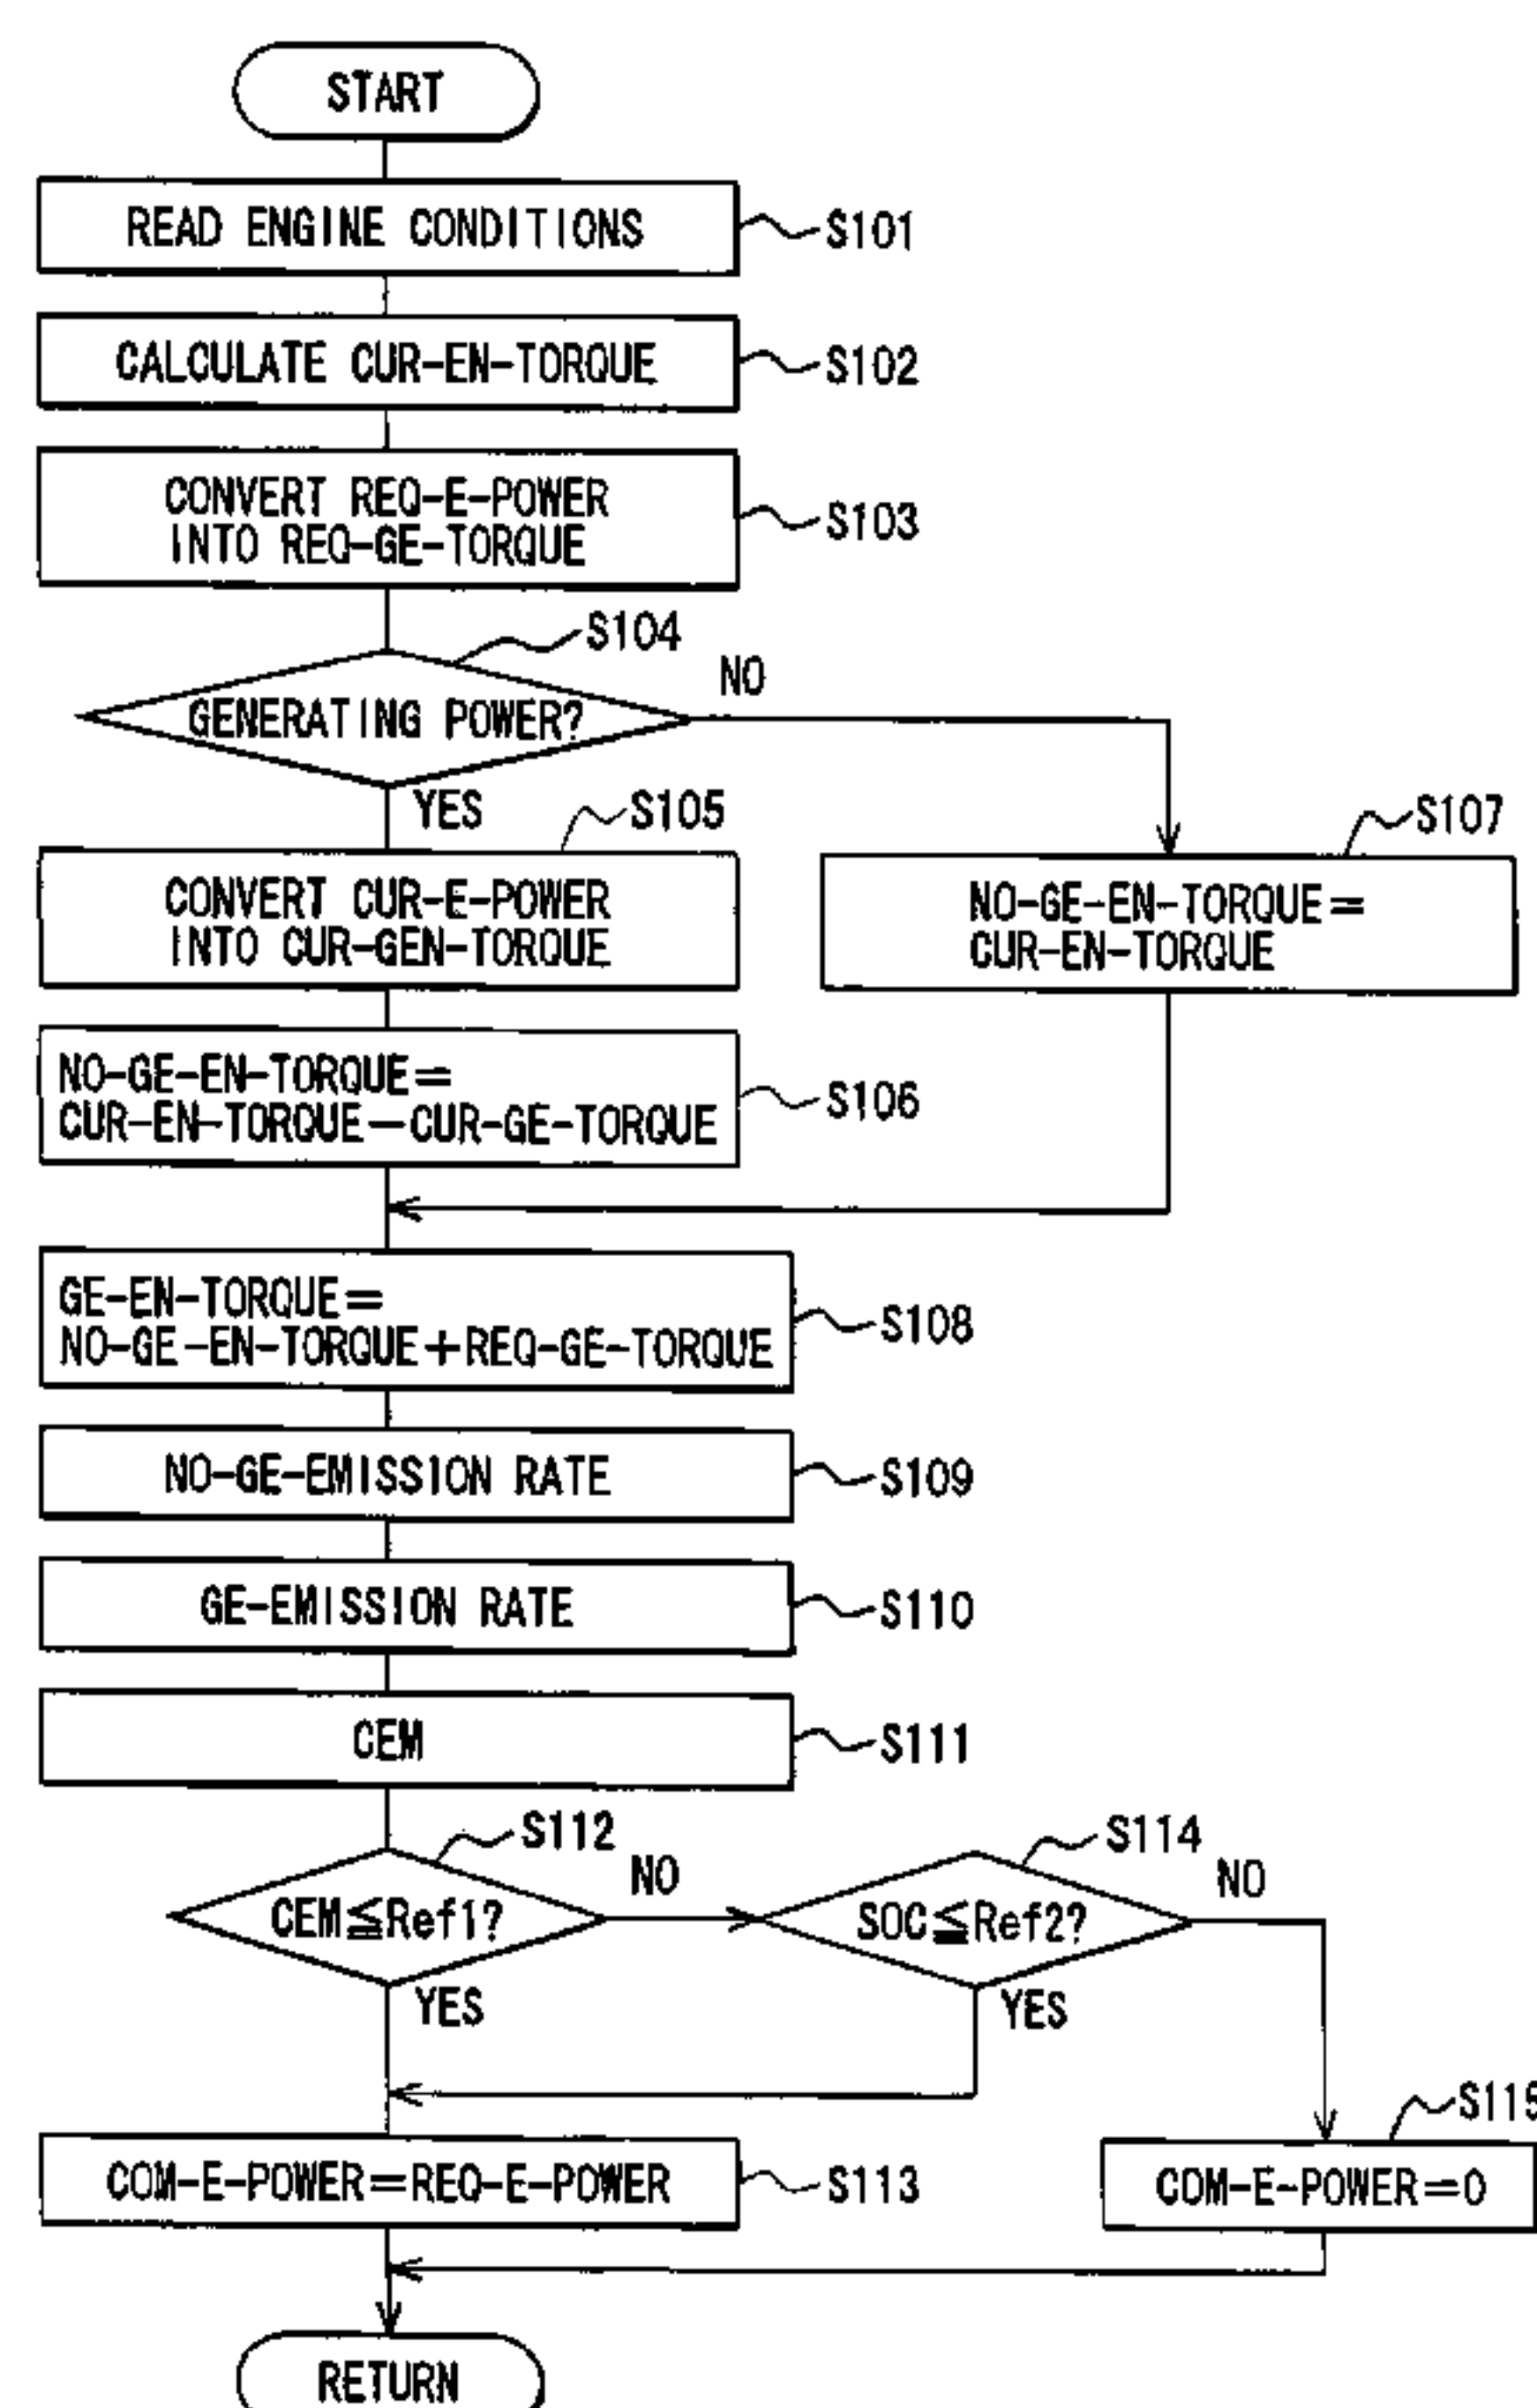 START
READ ENGINE CONDITIONS
S101
CALCULATE CUR-EN-TORQUE
S102
CONVERT REQ-E-POWER
INTO REQ-GE-TORQUE
S103
S104
GENERATING POWER?
NO
YES
S105
CONVERT CUR-E-POWER
INTO CUR-GEN-TORQUE
S107
NO-GE-EN-TORQUE=
CUR-EN-TORQUE
NO-GE-EN-TORQUE=
CUR-EN-TORQUE-CUR-GE-TORQUE
S106
GE-EN-TORQUE=
NO-GE-EN-TORQUE+REQ-GE-TORQUE
S108
NO-GE-EMISSION RATE
S109
GE-EMISSION RATE
S110
CEM
S111
S112
CEM≦Ref1?
NO
YES
S114
SOC≦Ref2?
NO
YES
COM-E-POWER=REQ-E-POWER
S113
S115
COM-E-POWER=0
RETURN